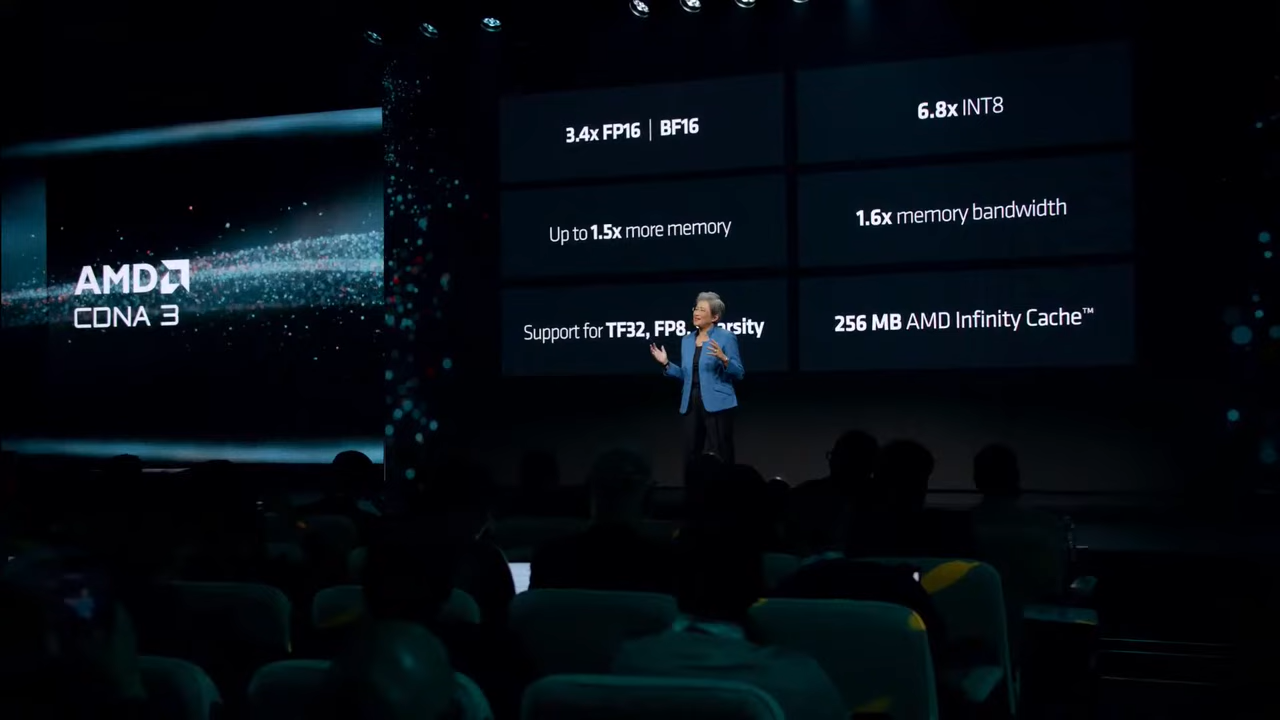 AMD
CDNA 3
3.4x FP16 | BF16
6.8x INT8
Up to 1.5x more memory
1.6x memory bandwidth
Support for TF32, FP8,
256 MB AMD Infinity Cache™